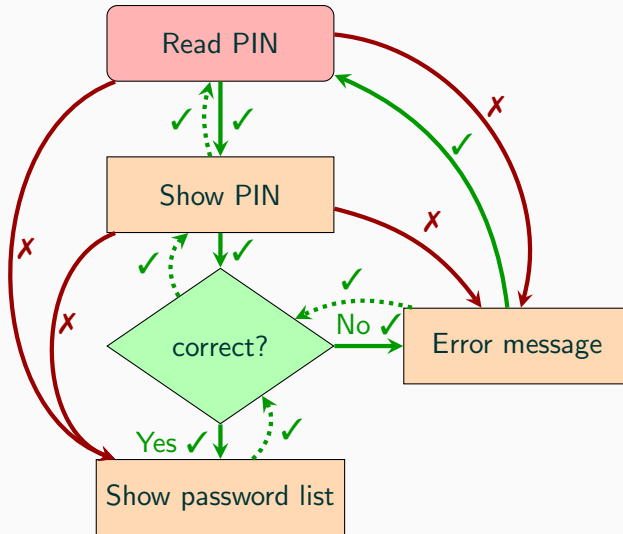 Read PIN
✗
✓ ✓
✓
Show PIN
✗
✗
✓ ✓
✓
✗
No ✓
correct?
Error message
Yes ✓
✓
Show password list